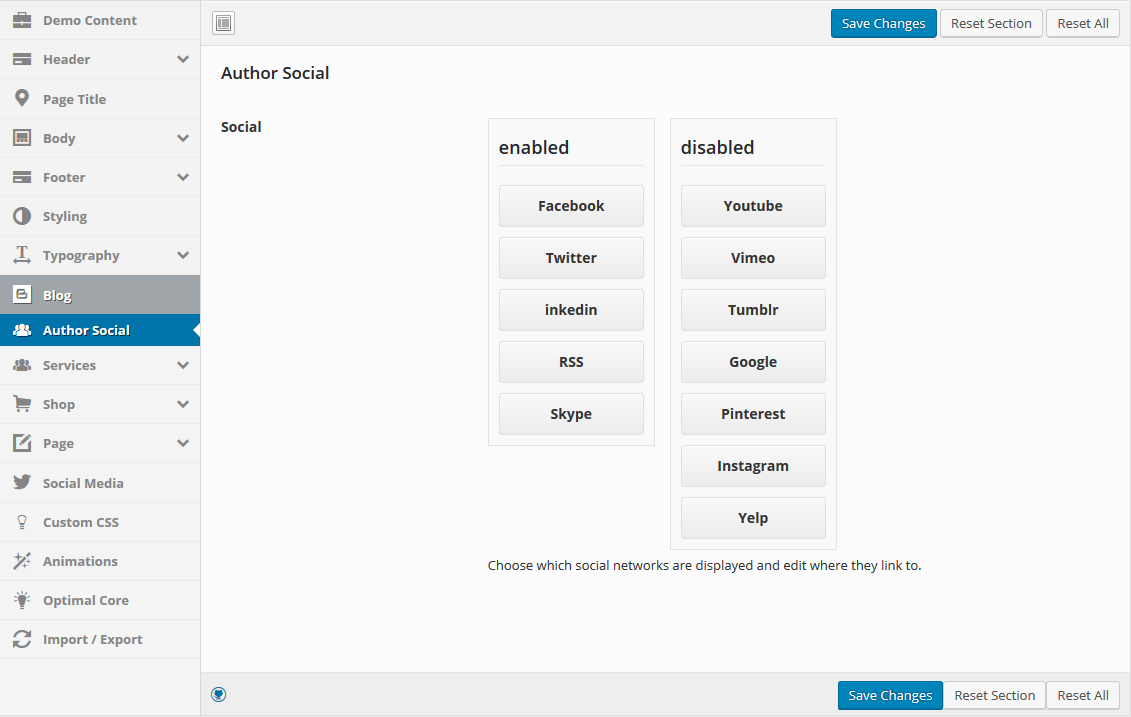 Demo Content
Header
Page Title
Body
Footer
Styling
Typography
Blog
Author Social
Services
Shop
Page
Social Media
Custom CSS
Animations
Optimal Core
Import / Export
Save Changes Reset Section Reset All
Author Social
Social
enabled
Facebook
Twitter
inkedin
RSS
Skype
disabled
Youtube
Vimeo
Tumblr
Google
Pinterest
Instagram
Yelp
Choose which social networks are displayed and edit where they link to.
Save Changes Reset Section Reset All